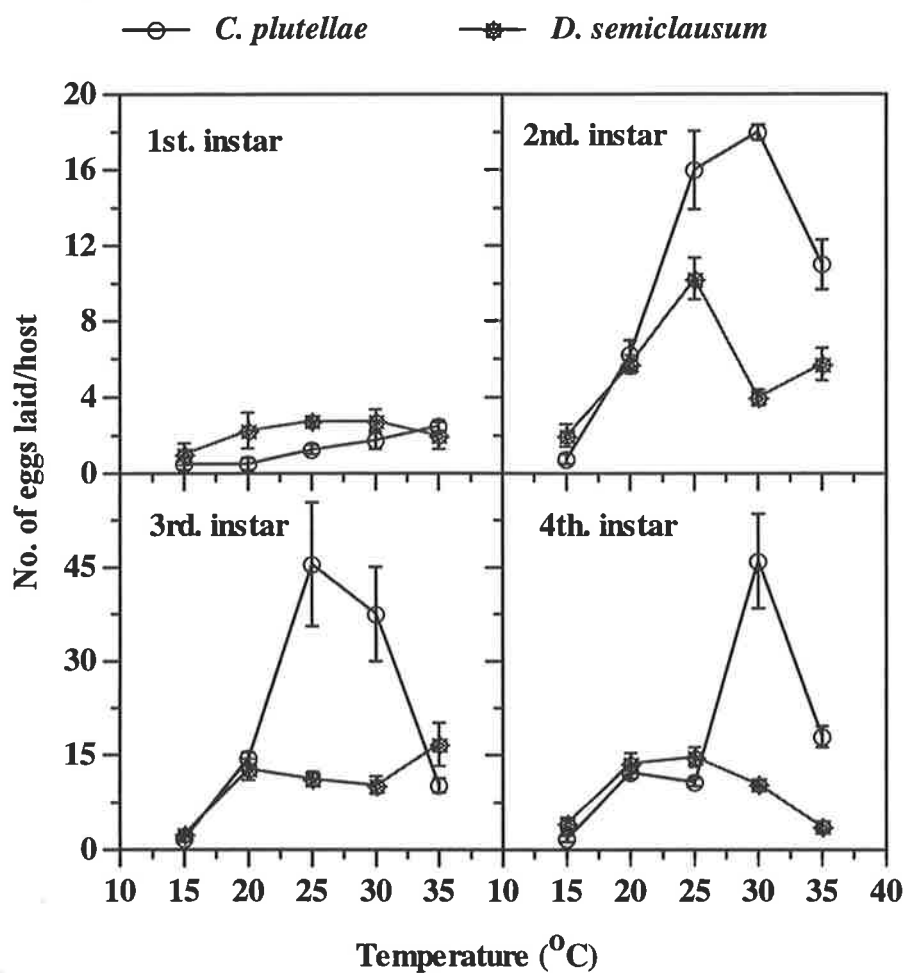 C. plutellae D. semiclausum
20
1st. instar 2nd. instar
16
12
8
4
0
3rd. instar 4th. instar
45
30
15
0
10 15 20 25 30 35 10 15 20 25 30 35 40
No. of eggs laid/host
Temperature (°C)